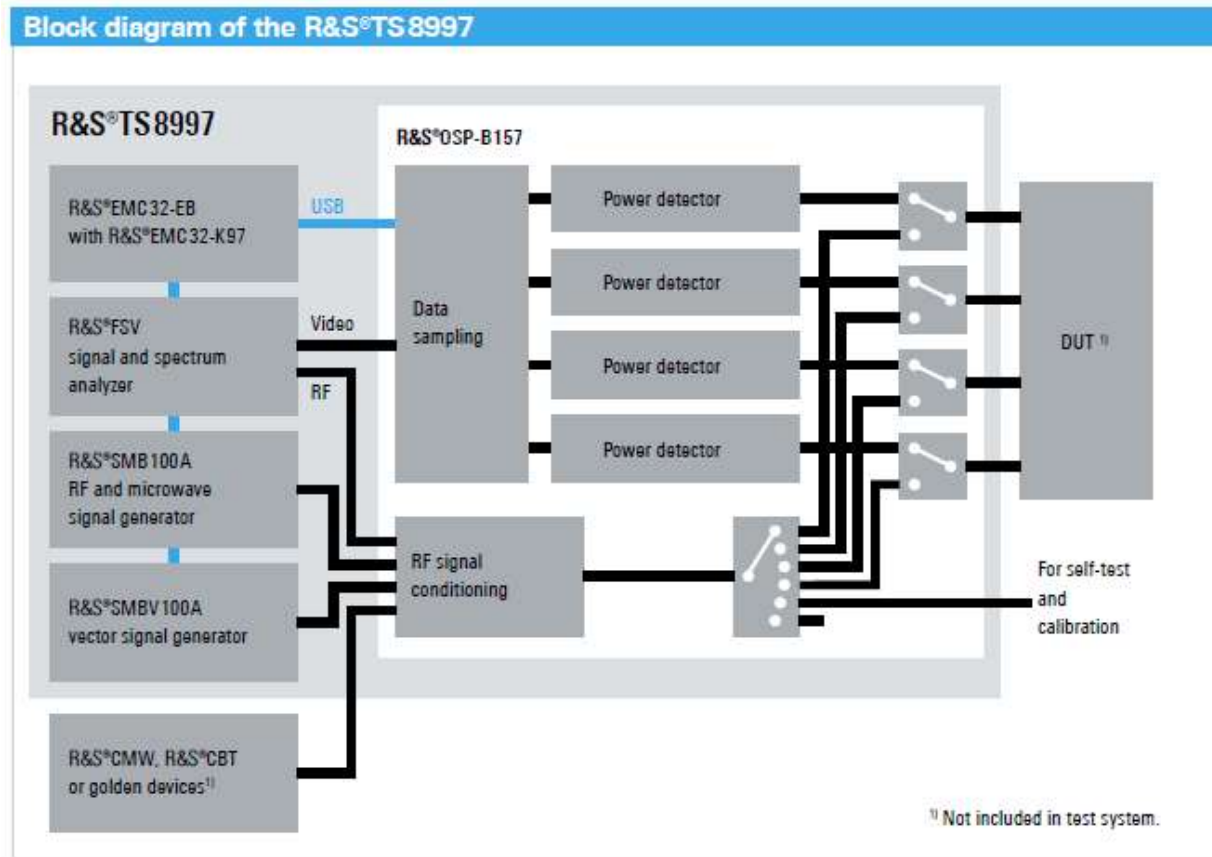 Block diagram of the R&S®TS8997
R&S®TS8997
R&S®OSP-B157
R&S®EMC32-EB
with R&S®EMC32-K97
USB
R&S®FSV
signal and spectrum
analyzer
Video
RF
R&S®SMB100A
RF and microwave
signal generator
R&S®SMBV100A
vector signal generator
R&S®CMW, R&S®CBT
or golden devices¹⁾
Data
sampling
Power detector
Power detector
Power detector
Power detector
RF signal
conditioning
DUT ¹⁾
For self-test
and
calibration
¹⁾ Not included in test system.